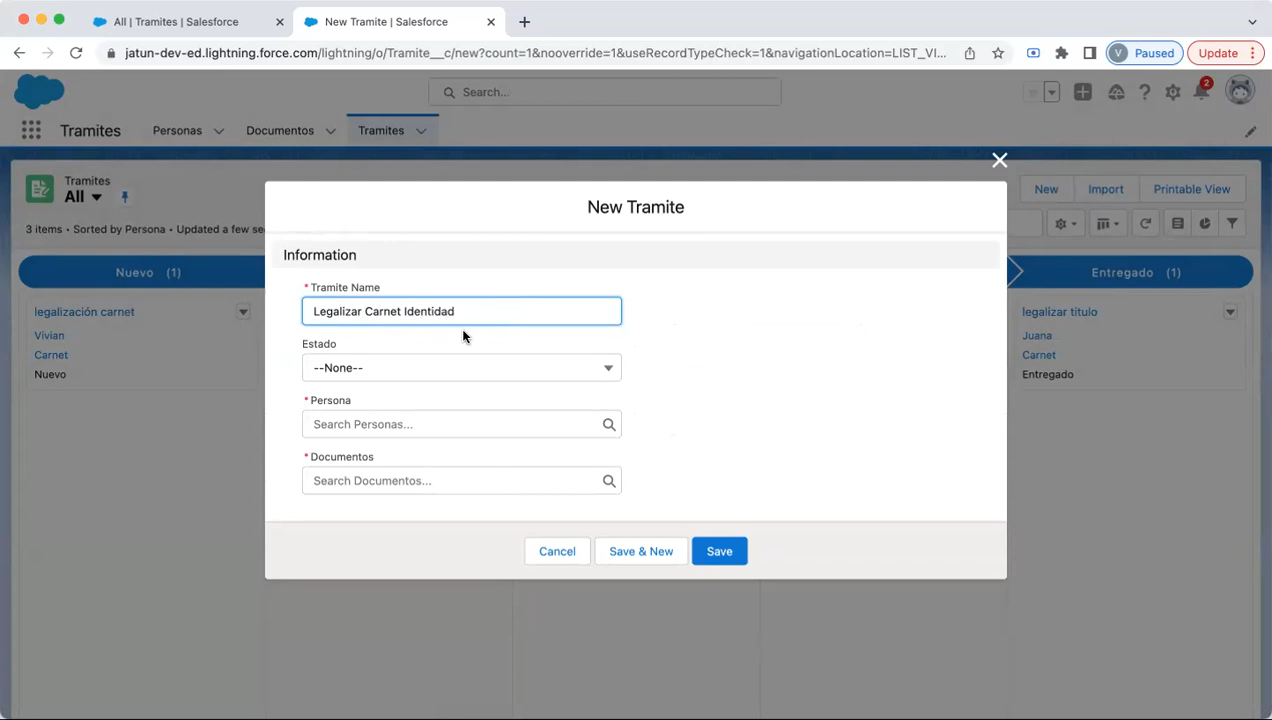 All | Tramites | Salesforce
New Tramite | Salesforce
jatun-dev-ed.lightning.force.com/lightning/o/Tramite__c/new?count=1&nooverride=1&useRecordTypeCheck=1&navigationLocation=LIST_VI...
V Paused
Update
Search...
2
Tramites
Personas
Documentos
Tramites
Tramites
All
New
Import
Printable View
3 items • Sorted by Persona • Updated a few se
Nuevo (1)
Entregado (1)
legalización carnet
Vivian
Carnet
Nuevo
legalizar titulo
Juana
Carnet
Entregado
New Tramite
Information
* Tramite Name
Legalizar Carnet Identidad
Estado
--None--
* Persona
Search Personas...
* Documentos
Search Documentos...
Cancel
Save & New
Save